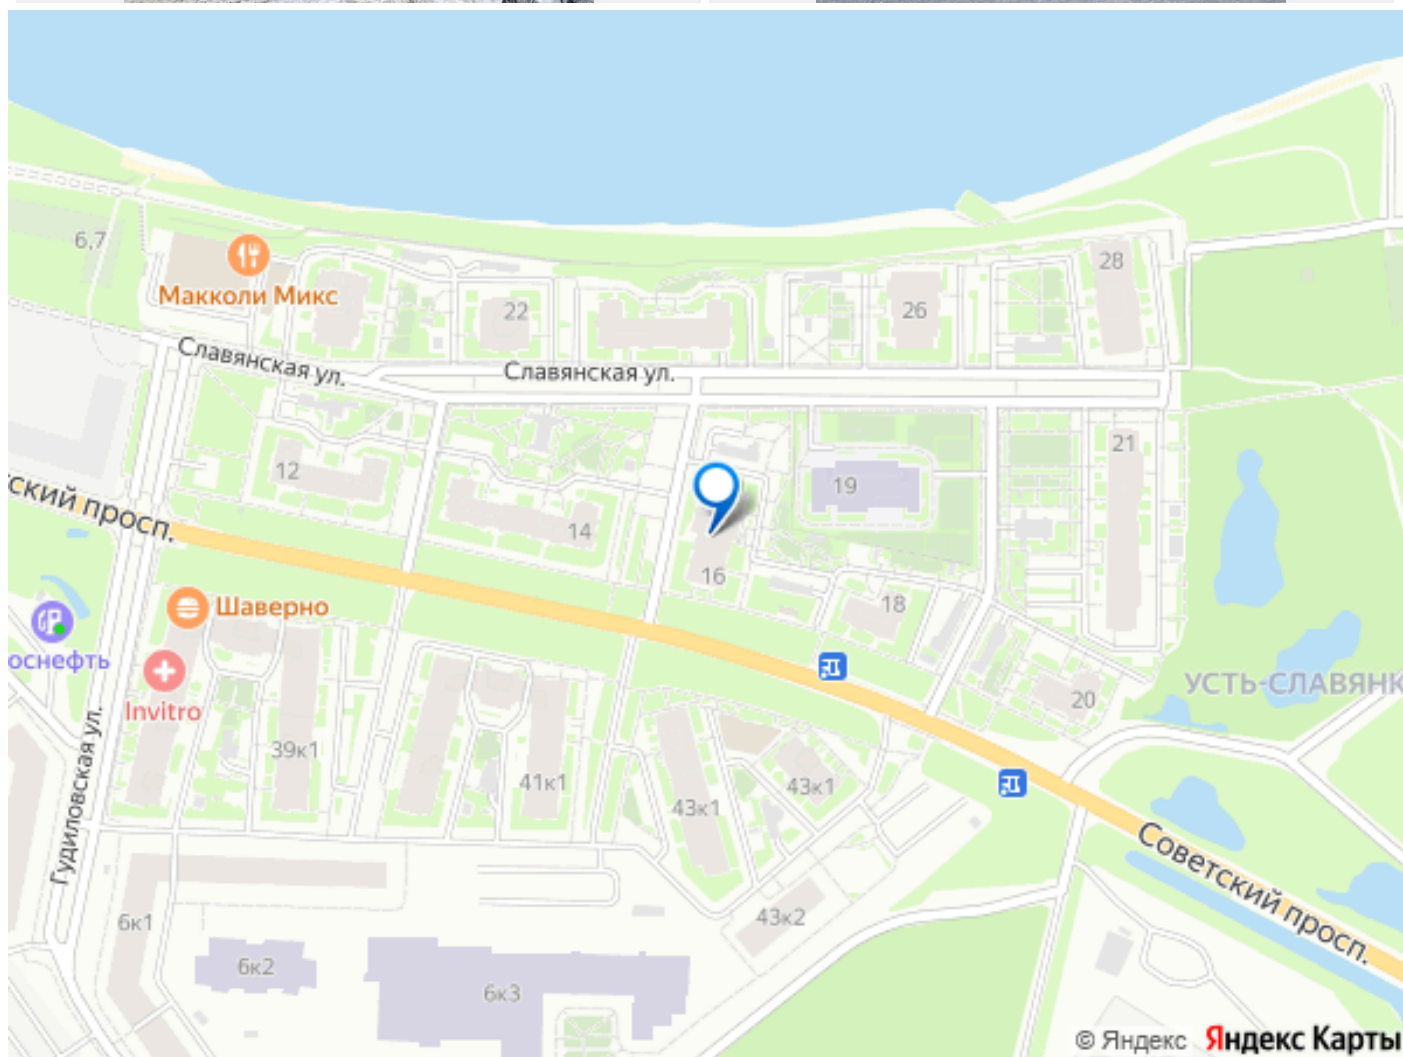 6,7
Макколи Микс
22
26
28
Славянская ул.
Славянская ул.
12
14
16
19
21
ский просп.
18
20
Шаверно
оснефть
Invitro
УСТЬ-СЛАВЯНК
39к1
41к1
43к1
43к1
Гудиловская ул.
Советский просп.
6к1
6к2
6к3
43к2
© Яндекс Яндекс Карты